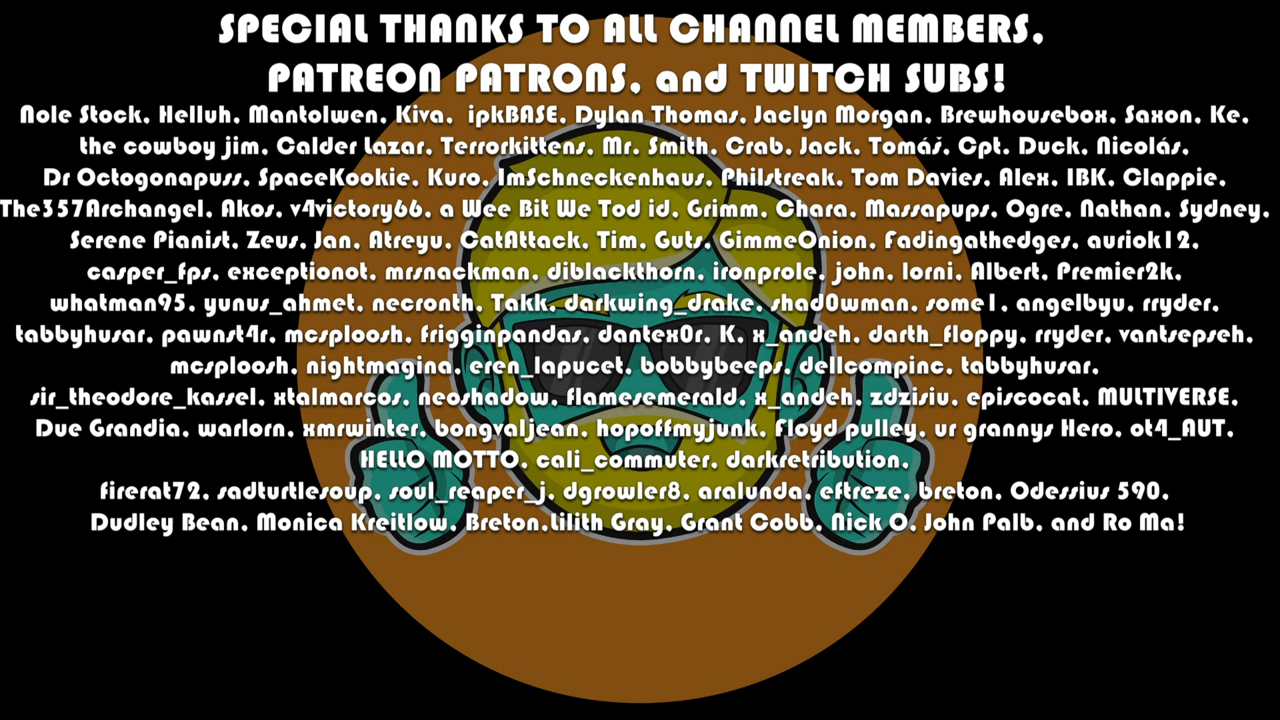 SPECIAL THANKS TO ALL CHANNEL MEMBERS,
PATREON PATRONS, and TWITCH SUBS!
Nole Stock, Helluh, Mantolwen, Kiva, ipkBASE, Dylan Thomas, Jaclyn Morgan, Brewhousebox, Saxon, Ke,
the cowboy jim, Calder Lazar, Terrorkittens, Mr. Smith, Crab, Jack, Tomáš, Cpt. Duck, Nicolás,
Dr Octogonapuss, SpaceKookie, Kuro, ImSchneckenhaus, Philstreak, Tom Davies, Alex, IBK, Clappie,
The357Archangel, Akos, v4victory66, a Wee Bit We Tod id, Grimm, Chara, Massapups, Ogre, Nathan, Sydney,
Serene Pianist, Zeus, Jan, Atreyu, CatAttack, Tim, Guts, GimmeOnion, Fadingathedges, auriok12,
casper_fps, exceptionot, mrsnackman, diblackthorn, ironprole, john, lorni, Albert, Premier2k,
whatman95, yunus_ahmet, necronth, Takk, darkwing_drake, shad0wman, some1, angelbyu, rryder,
tabbyhusar, pawnst4r, mcsploosh, frigginpandas, dantex0r, K, x_andeh, darth_floppy, rryder, vantsepseh,
mcsploosh, nightmagina, eren_lapucet, bobbybeeps, dellcompinc, tabbyhusar,
sir_theodore_kassel, xtalmarcos, neoshadow, flamesemerald, x_andeh, zdzisiu, episcocat, MULTIVERSE,
Due Grandia, warlorn, xmrwinter, bongvaljean, hopoffmyjunk, Floyd pulley, ur grannys Hero, ot4_AUT,
HELLO MOTTO, cali_commuter, darkretribution,
firerat72, sadturtlesoup, soul_reaper_j, dgrowler8, aralunda, eftreze, breton, Odessius 590,
Dudley Bean, Monica Kreitlow, Breton,Lilith Gray, Grant Cobb, Nick O, John Palb, and Ro Ma!